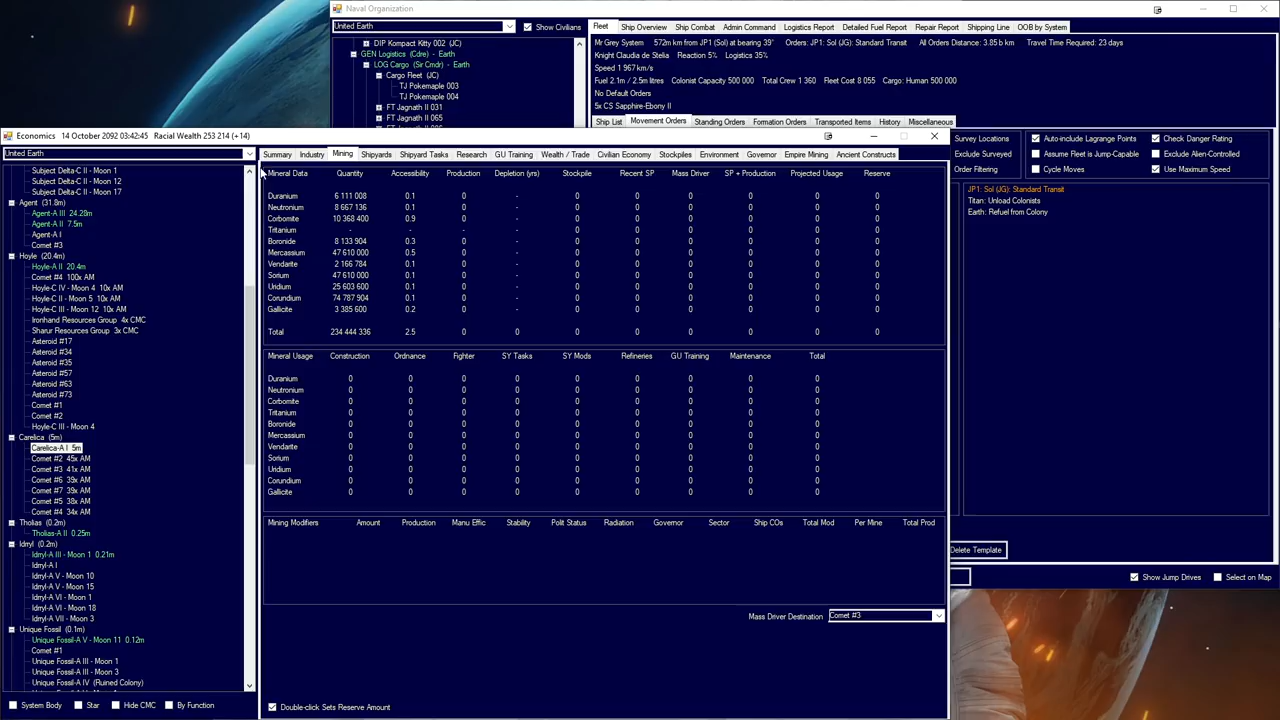 Naval Organization
United Earth
Show Civilians
Fleet Ship Overview Ship Combat Admin Command Logistics Report Detailed Fuel Report Repair Report Shipping Line OOB by System
DIP Kompact Kitty 002 (JC)
GEN Logistics (Cdre) - Earth
LOG Cargo (Sir Cmdr) - Earth
Cargo Fleet (JC)
TJ Pokemaple 003
TJ Pokemaple 004
FT Jagnath II 031
FT Jagnath II 066
FT Jagnath II 085
Mr Grey System 572m km from JP1 (Sol) at bearing 39° Orders: JP1: Sol (JG): Standard Transit All Orders Distance: 3.85 b km Travel Time Required: 23 days
Knight Claudia de Stelia Reaction 5% Logistics 35%
Speed 1 967 km/s
Fuel 2.1m / 2.5m litres Colonist Capacity 500 000 Total Crew 1 360 Fleet Cost 8 055 Cargo: Human 500 000
No Default Orders
5x CS Sapphire-Ebony II
Ship List Movement Orders Standing Orders Formation Orders Transported Items History Miscellaneous
Survey Locations
Exclude Surveyed
Order Filtering
Auto-include Lagrange Points Check Danger Rating
Assume Fleet is Jump-Capable Exclude Alien-Controlled
Cycle Moves Use Maximum Speed
JP1: Sol (JG): Standard Transit
Titan: Unload Colonists
Earth: Refuel from Colony
Delete Template
Show Jump Drives Select on Map
Economics 14 October 2092 03:42:45 Racial Wealth 253 214 (+14)
United Earth
Summary Industry Mining Shipyards Shipyard Tasks Research GU Training Wealth / Trade Civilian Economy Stockpiles Environment Governor Empire Mining Ancient Constructs
Subject Delta-C II - Moon 1
Subject Delta-C II - Moon 12
Subject Delta-C II - Moon 17
Agent (31.8m)
Agent-A III 24.28m
Agent-A II 7.5m
Agent-A I
Comet #3
Hoyle (20.4m)
Hoyle-A II 20.4m
Comet #4 100x AM
Hoyle-C IV - Moon 4 10x AM
Hoyle-C II - Moon 5 10x AM
Hoyle-C III - Moon 12 10x AM
Ironhand Resources Group 4x CMC
Sharur Resources Group 3x CMC
Asteroid #17
Asteroid #34
Asteroid #35
Asteroid #57
Asteroid #63
Asteroid #73
Comet #1
Comet #2
Hoyle-C III - Moon 4
Carelica (5m)
Carelica-A I 5m
Comet #2 45x AM
Comet #3 41x AM
Comet #6 39x AM
Comet #7 39x AM
Comet #5 38x AM
Comet #4 34x AM
Tholias (0.2m)
Tholias-A II 0.25m
Idrryl (0.2m)
Idrryl-A III - Moon 1 0.21m
Idrryl-A I
Idrryl-A V - Moon 10
Idrryl-A V - Moon 15
Idrryl-A VI - Moon 1
Idrryl-A VI - Moon 18
Idrryl-A VII - Moon 3
Unique Fossil (0.1m)
Unique Fossil-A V - Moon 11 0.12m
Comet #1
Unique Fossil-A III - Moon 1
Unique Fossil-A III - Moon 3
Unique Fossil-A IV (Ruined Colony)
System Body Star Hide CMC By Function
Mineral Data Quantity Accessibility Production Depletion (yrs) Stockpile Recent SP Mass Driver SP + Production Projected Usage Reserve
Duranium 6 111 008 0.1 0 - 0 0 0 0 0 0
Neutronium 8 667 136 0.1 0 - 0 0 0 0 0 0
Corbomite 10 368 400 0.9 0 - 0 0 0 0 0 0
Tritanium - - 0 - 0 0 0 0 0 0
Boronide 8 133 904 0.3 0 - 0 0 0 0 0 0
Mercassium 47 610 000 0.5 0 - 0 0 0 0 0 0
Vendarite 2 166 784 0.1 0 - 0 0 0 0 0 0
Sorium 47 610 000 0.1 0 - 0 0 0 0 0 0
Uridium 25 603 600 0.1 0 - 0 0 0 0 0 0
Corundium 74 787 904 0.1 0 - 0 0 0 0 0 0
Gallicite 3 385 600 0.2 0 - 0 0 0 0 0 0
Total 234 444 336 2.5 0 0 0 0 0 0 0 0
Mineral Usage Construction Ordnance Fighter SY Tasks SY Mods Refineries GU Training Maintenance Total
Duranium 0 0 0 0 0 0 0 0 0
Neutronium 0 0 0 0 0 0 0 0 0
Corbomite 0 0 0 0 0 0 0 0 0
Tritanium 0 0 0 0 0 0 0 0 0
Boronide 0 0 0 0 0 0 0 0 0
Mercassium 0 0 0 0 0 0 0 0 0
Vendarite 0 0 0 0 0 0 0 0 0
Sorium 0 0 0 0 0 0 0 0 0
Uridium 0 0 0 0 0 0 0 0 0
Corundium 0 0 0 0 0 0 0 0 0
Gallicite 0 0 0 0 0 0 0 0 0
Mining Modifiers Amount Production Manu Effic Stability Polit Status Radiation Governor Sector Ship COs Total Mod Per Mine Total Prod
Mass Driver Destination Comet #3
Double-click Sets Reserve Amount